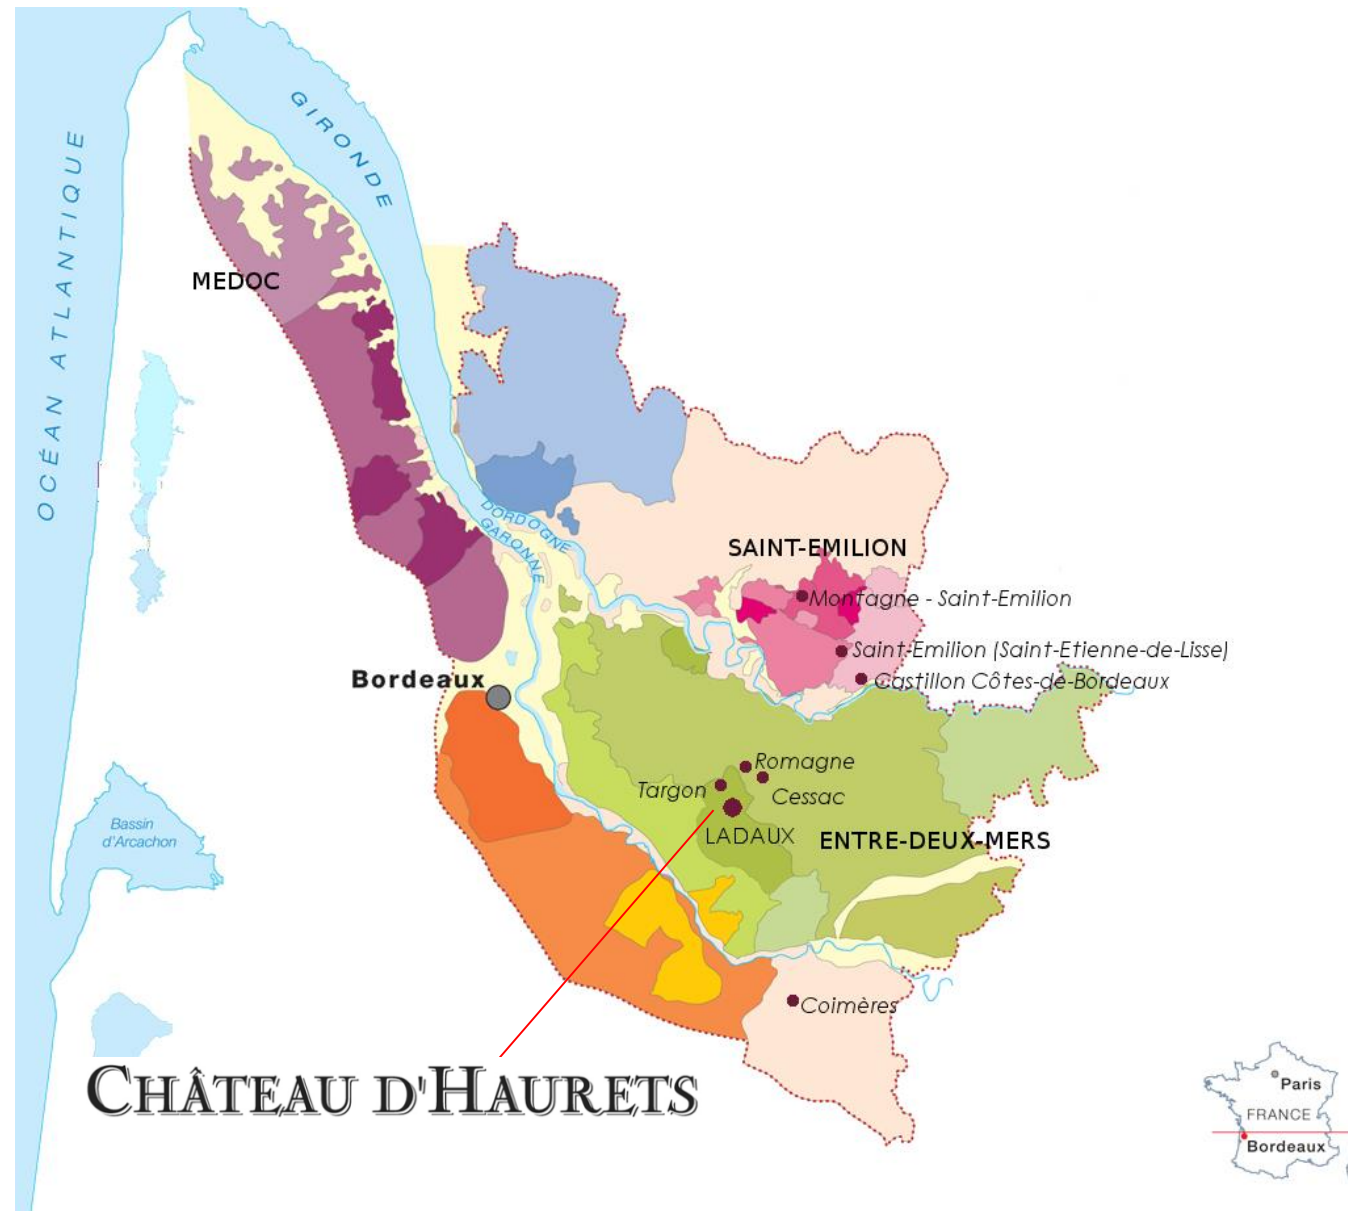 GIRONDE
OCÉAN ATLANTIQUE
MEDOC
DORDOGNE
GARONNE
SAINT-EMILION
Montagne - Saint-Emilion
Saint-Emilion (Saint-Etienne-de-Lisse)
Castillon Côtes-de-Bordeaux
Bordeaux
Romagne
Targon
Cessac
LADAUX
ENTRE-DEUX-MERS
Bassin
d'Arcachon
Coimères
CHÂTEAU D'HAURETS
Paris
FRANCE
Bordeaux